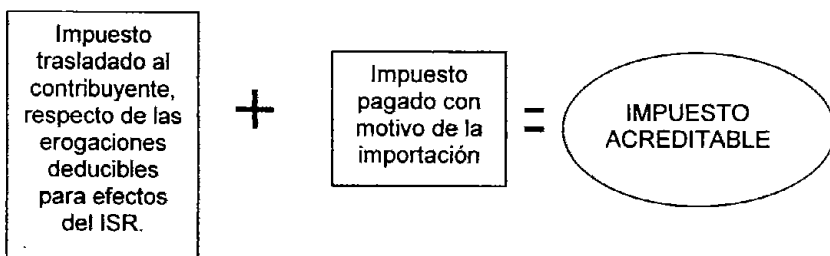 Impuesto
trasladado al
contribuyente,
respecto de las
erogaciones
deducibles
para efectos
del ISR.
+
Impuesto
pagado con
motivo de la
importación
=
IMPUESTO
ACREDITABLE